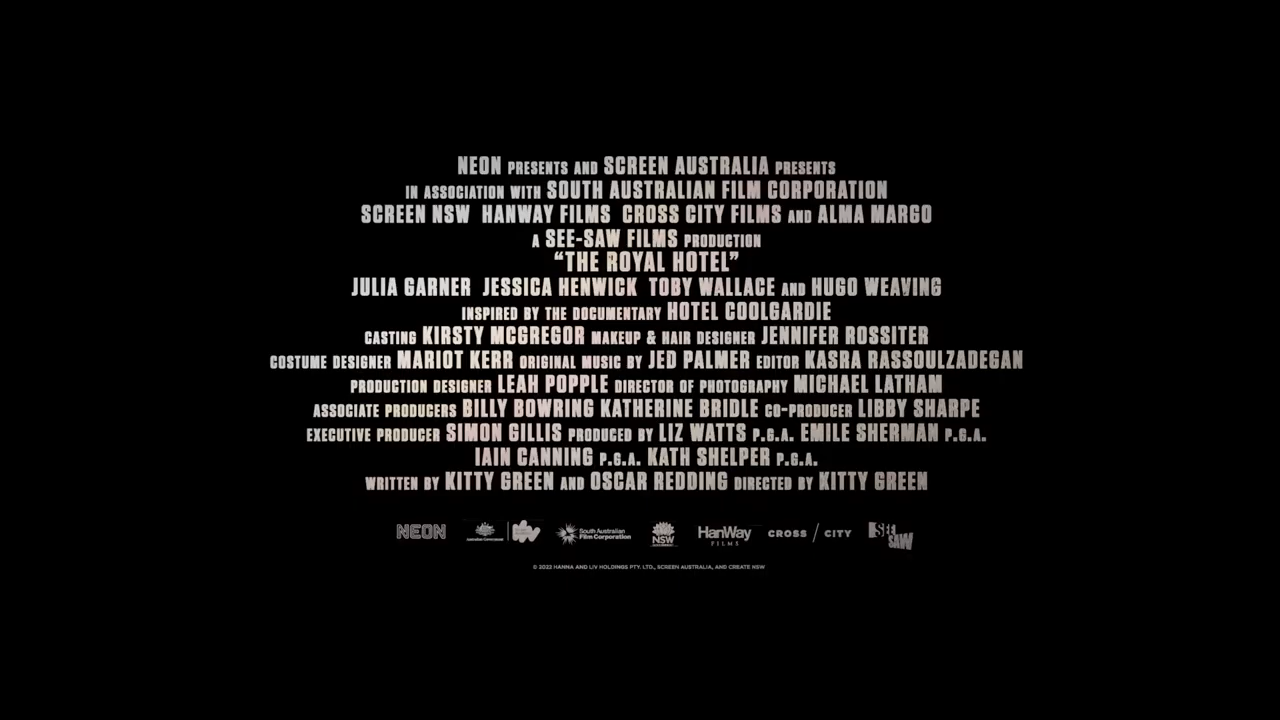 NEON PRESENTS AND SCREEN AUSTRALIA PRESENTS
IN ASSOCIATION WITH SOUTH AUSTRALIAN FILM CORPORATION
SCREEN NSW HANWAY FILMS CROSS CITY FILMS AND ALMA MARGO
A SEE-SAW FILMS PRODUCTION
“THE ROYAL HOTEL”
JULIA GARNER JESSICA HENWICK TOBY WALLACE AND HUGO WEAVING
INSPIRED BY THE DOCUMENTARY HOTEL COOLGARDIE
CASTING KIRSTY MCGREGOR MAKEUP & HAIR DESIGNER JENNIFER ROSSITER
COSTUME DESIGNER MARIOT KERR ORIGINAL MUSIC BY JED PALMER EDITOR KASRA RASSOULZADEGAN
PRODUCTION DESIGNER LEAH POPPLE DIRECTOR OF PHOTOGRAPHY MICHAEL LATHAM
ASSOCIATE PRODUCERS BILLY BOWRING KATHERINE BRIDLE CO-PRODUCER LIBBY SHARPE
EXECUTIVE PRODUCER SIMON GILLIS PRODUCED BY LIZ WATTS P.G.A. EMILE SHERMAN P.G.A.
IAIN CANNING P.G.A. KATH SHELPER P.G.A.
WRITTEN BY KITTY GREEN AND OSCAR REDDING DIRECTED BY KITTY GREEN
NEON Australian Government South Australian Film Corporation NSW HanWay FILMS CROSS / CITY SEE SAW
© 2022 HANNA AND LIV HOLDINGS PTY. LTD., SCREEN AUSTRALIA, AND CREATE NSW